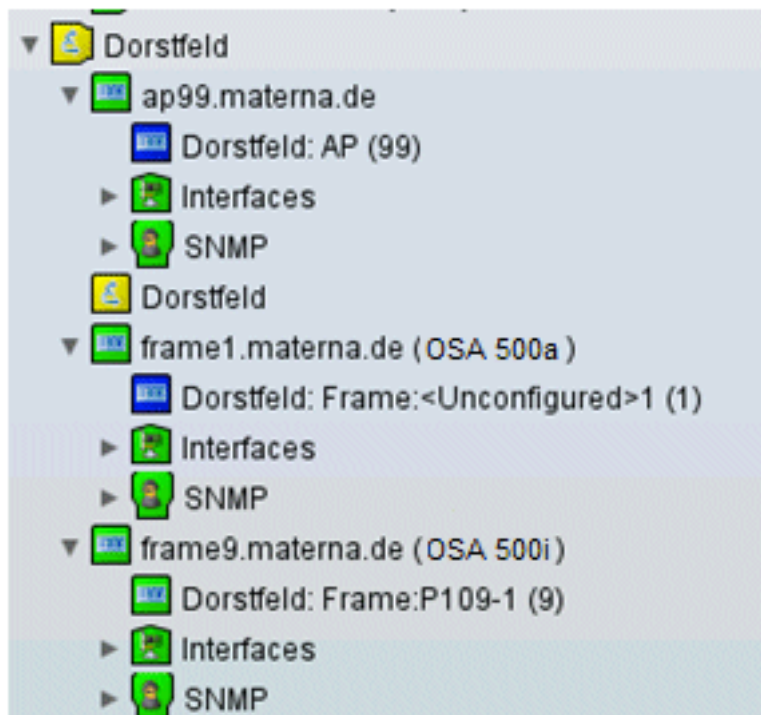 Dorstfeld
ap99.materna.de
Dorstfeld: AP (99)
Interfaces
SNMP
Dorstfeld
frame1.materna.de (OSA 500a)
Dorstfeld: Frame:<Unconfigured>1 (1)
Interfaces
SNMP
frame9.materna.de (OSA 500i)
Dorstfeld: Frame:P109-1 (9)
Interfaces
SNMP